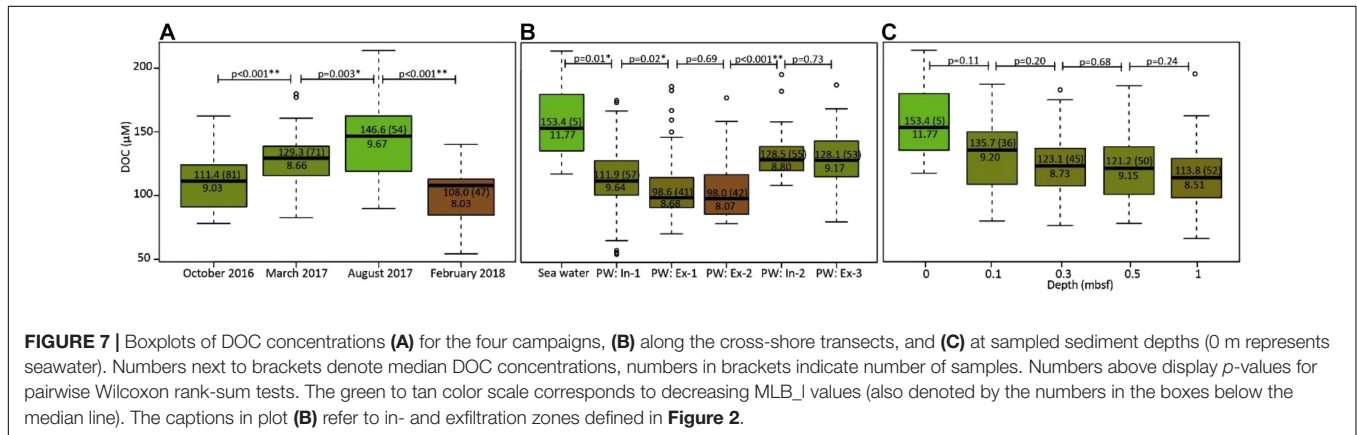 A
B
C
p<0.001** p=0.003* p<0.001**
p=0.01* p=0.02* p=0.69 p<0.001** p=0.73
p=0.11 p=0.20 p=0.68 p=0.24
DOC (µM)
200
150
100
50
111.4 (81)
9.03
129.3 (71)
8.66
146.6 (54)
9.67
108.0 (47)
8.03
153.4 (5)
11.77
111.9 (57)
9.64
98.6 (41)
8.68
98.0 (42)
8.07
128.5 (55)
8.80
128.1 (53)
9.17
153.4 (5)
11.77
135.7 (36)
9.20
123.1 (45)
8.73
121.2 (50)
9.15
113.8 (52)
8.51
October 2016 March 2017 August 2017 February 2018
Sea water PW: In-1 PW: Ex-1 PW: Ex-2 PW: In-2 PW: Ex-3
0 0.1 0.3 0.5 1
Depth (mbsf)
FIGURE 7 | Boxplots of DOC concentrations (A) for the four campaigns, (B) along the cross-shore transects, and (C) at sampled sediment depths (0 m represents
seawater). Numbers next to brackets denote median DOC concentrations, numbers in brackets indicate number of samples. Numbers above display p-values for
pairwise Wilcoxon rank-sum tests. The green to tan color scale corresponds to decreasing MLB_l values (also denoted by the numbers in the boxes below the
median line). The captions in plot (B) refer to in- and exfiltration zones defined in Figure 2.